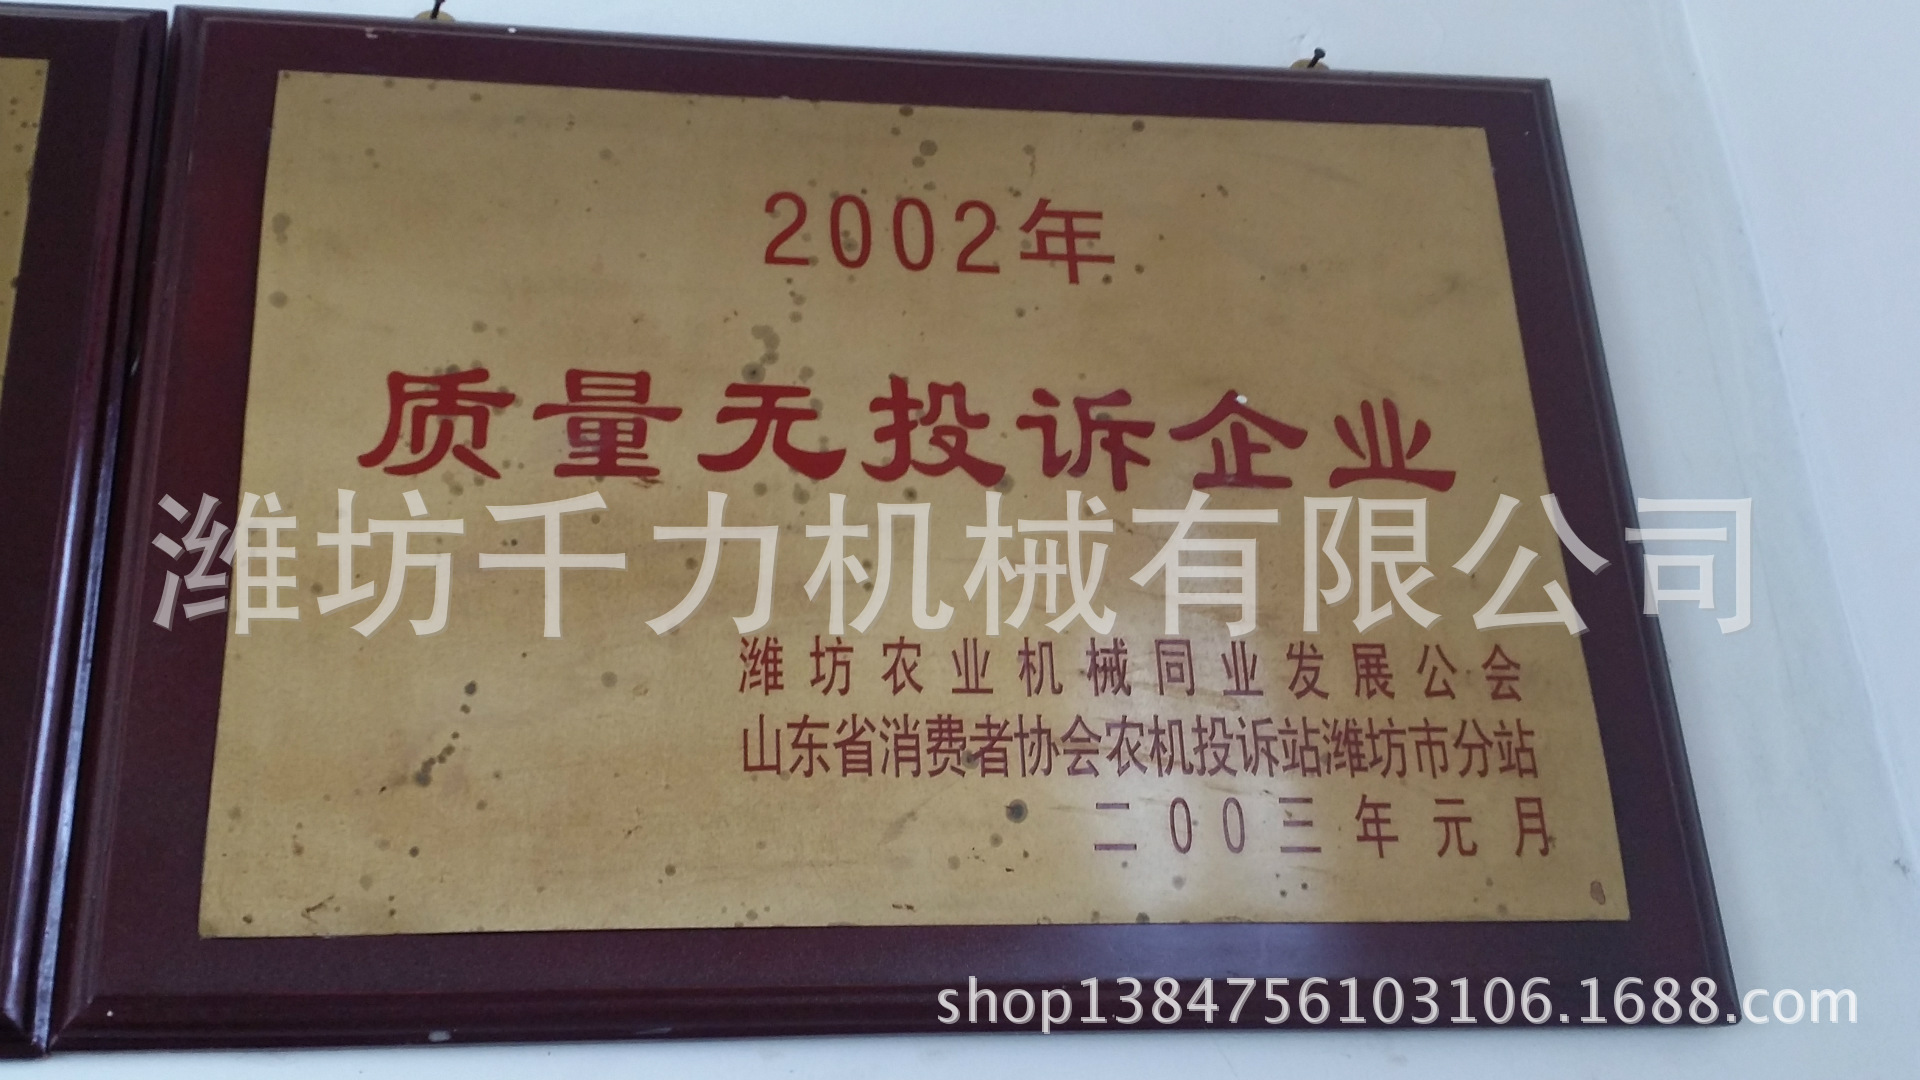 2002年
质量无投诉企业
潍坊千力机械有限公司
潍坊农业机械同业发展公会
山东省消费者协会农机投诉站潍坊市分站
二00三年元月
shop1384756103106.1688.com